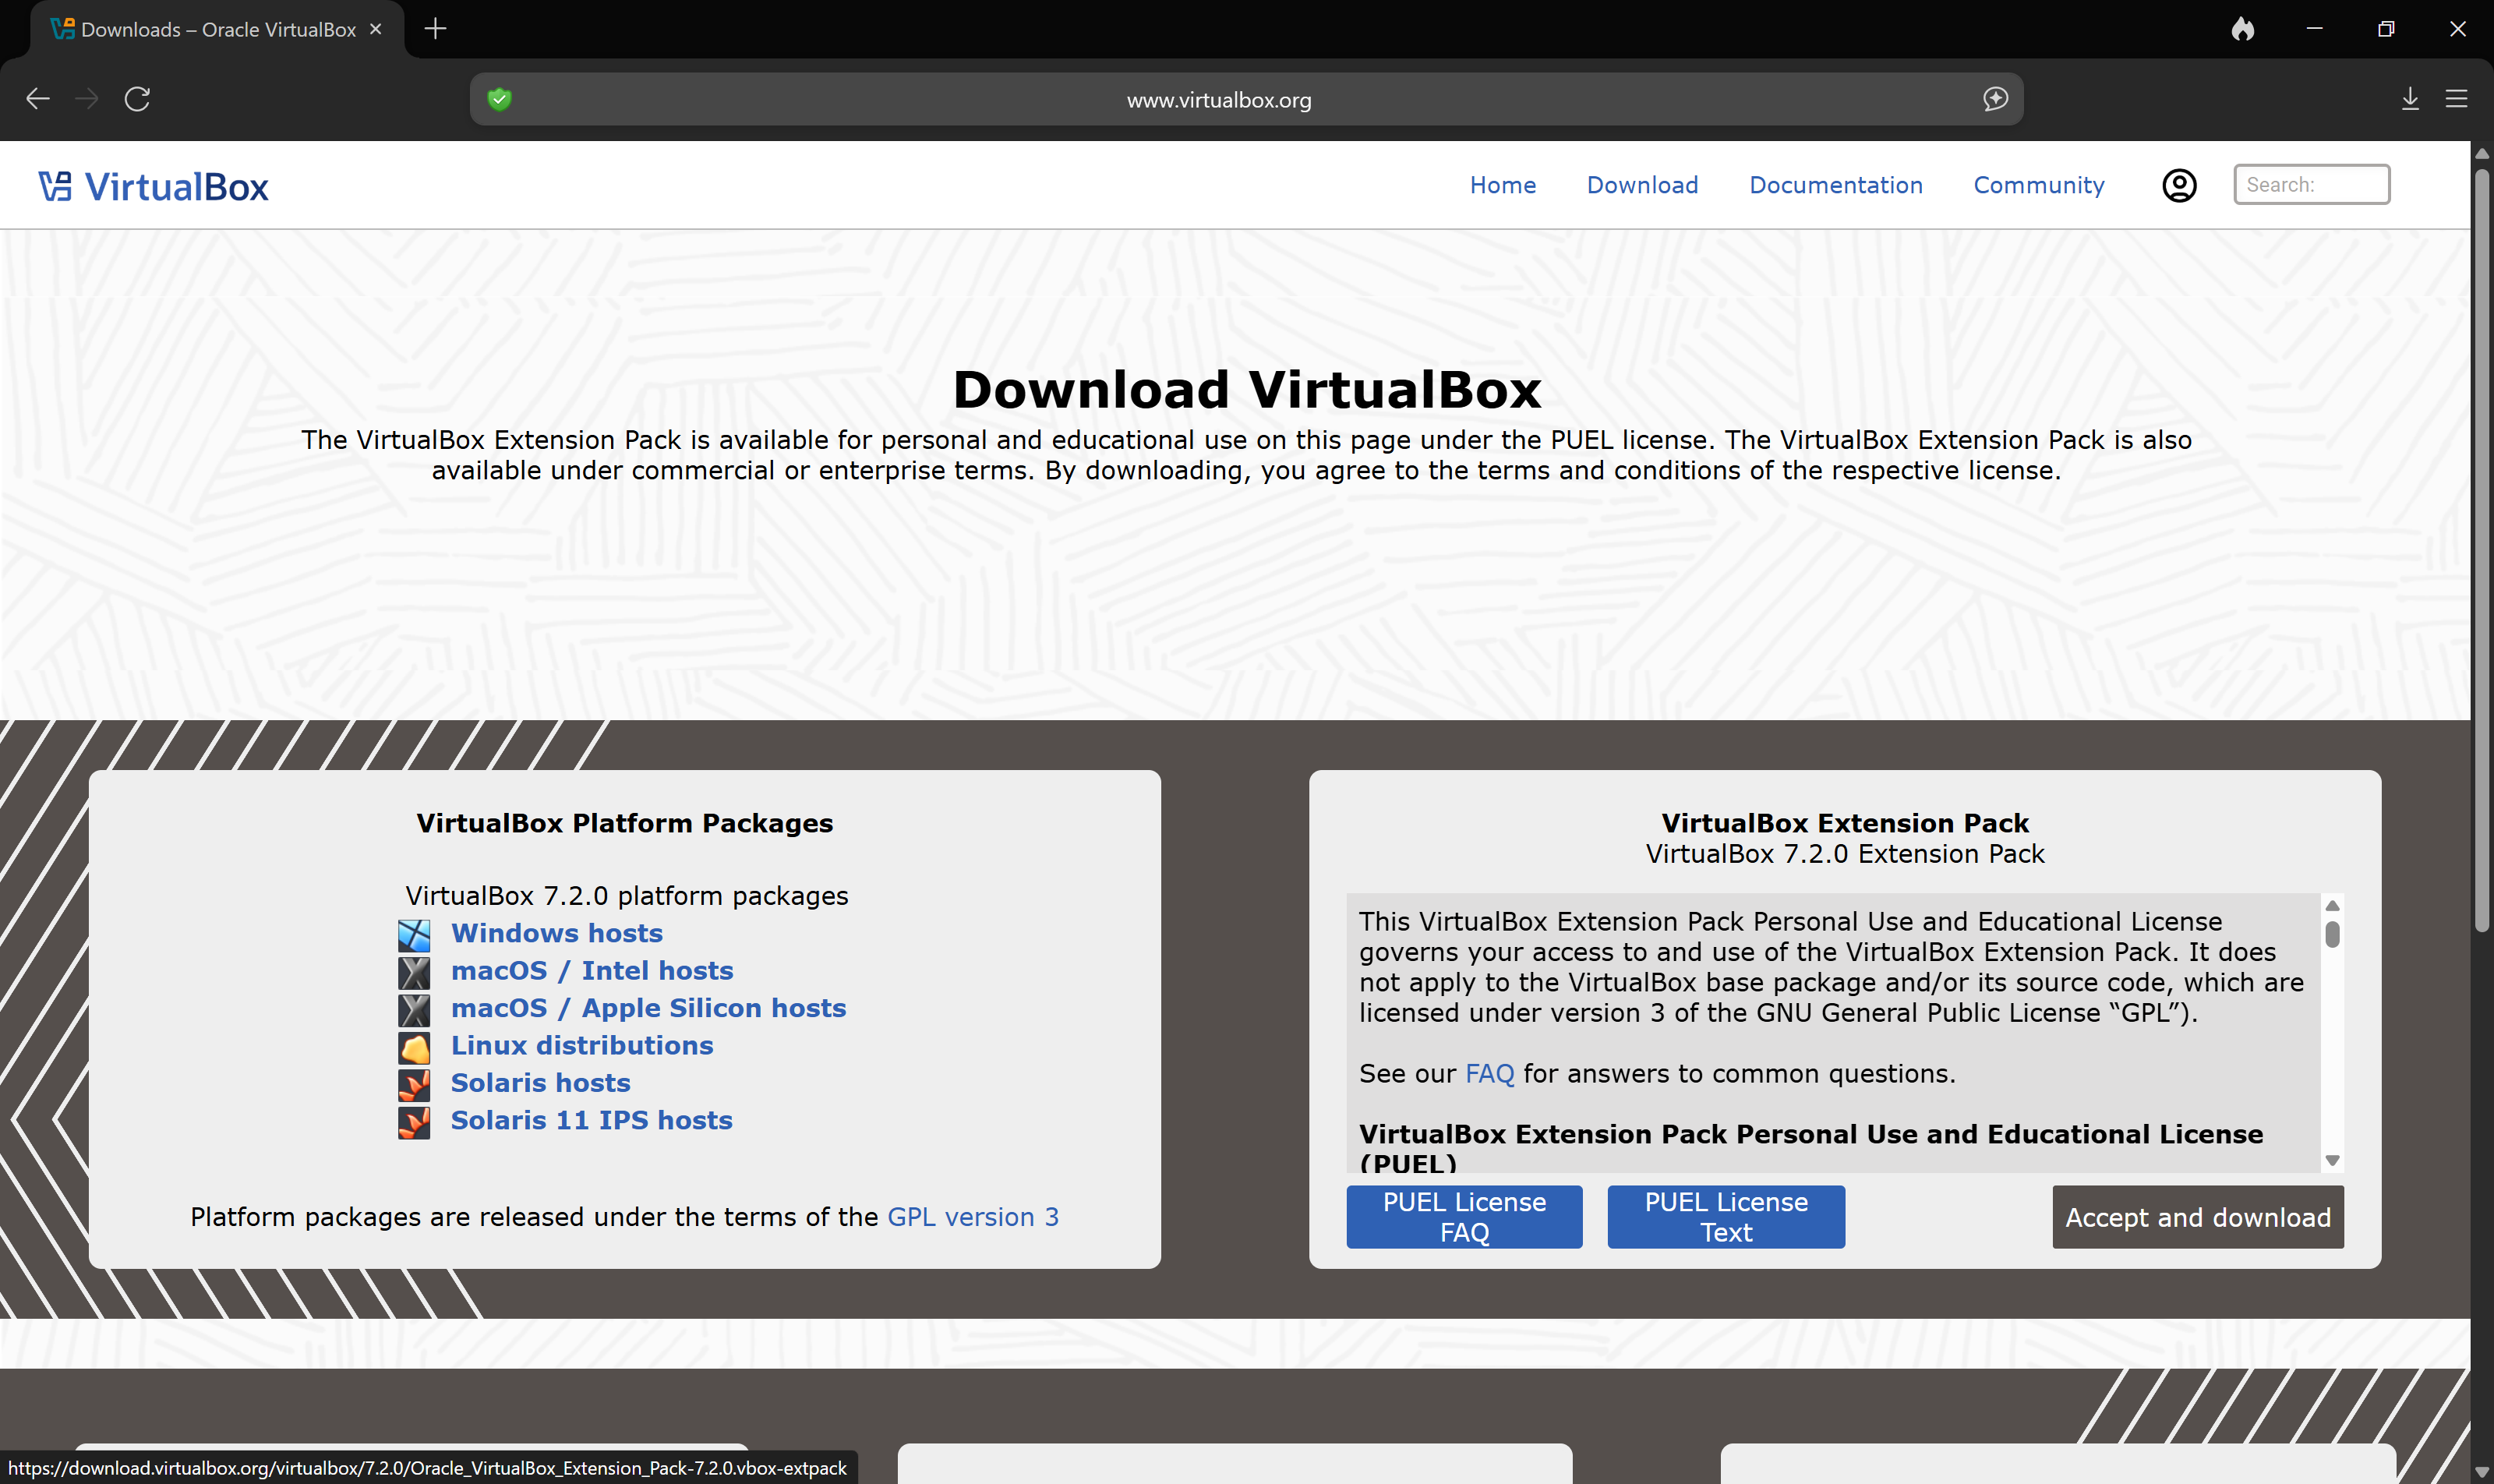 Downloads – Oracle VirtualBox
www.virtualbox.org
VirtualBox
Home
Download
Documentation
Community
Search:
Download VirtualBox
The VirtualBox Extension Pack is available for personal and educational use on this page under the PUEL license. The VirtualBox Extension Pack is also
available under commercial or enterprise terms. By downloading, you agree to the terms and conditions of the respective license.
VirtualBox Platform Packages
VirtualBox 7.2.0 platform packages
Windows hosts
macOS / Intel hosts
macOS / Apple Silicon hosts
Linux distributions
Solaris hosts
Solaris 11 IPS hosts
Platform packages are released under the terms of the GPL version 3
VirtualBox Extension Pack
VirtualBox 7.2.0 Extension Pack
This VirtualBox Extension Pack Personal Use and Educational License
governs your access to and use of the VirtualBox Extension Pack. It does
not apply to the VirtualBox base package and/or its source code, which are
licensed under version 3 of the GNU General Public License “GPL”).
See our FAQ for answers to common questions.
VirtualBox Extension Pack Personal Use and Educational License
(PUEL)
PUEL License
FAQ
PUEL License
Text
Accept and download
https://download.virtualbox.org/virtualbox/7.2.0/Oracle_VirtualBox_Extension_Pack-7.2.0.vbox-extpack